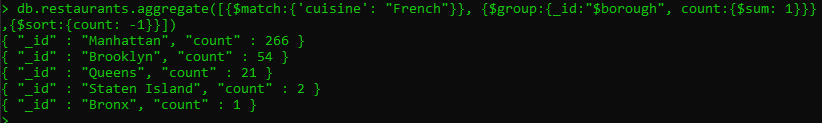 > db.restaurants.aggregate([{$match:{'cuisine': "French"}}, {$group:{_id:"$borough", count:{$sum: 1}}}
,{$sort:{count: -1}}])
{ "_id" : "Manhattan", "count" : 266 }
{ "_id" : "Brooklyn", "count" : 54 }
{ "_id" : "Queens", "count" : 21 }
{ "_id" : "Staten Island", "count" : 2 }
{ "_id" : "Bronx", "count" : 1 }
>